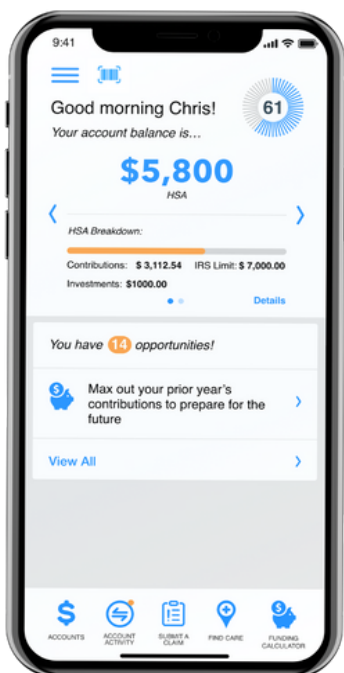 9:41
Good morning Chris!
61
Your account balance is...
$5,800
HSA
HSA Breakdown:
Contributions: $ 3,112.54 IRS Limit: $ 7,000.00
Investments: $1000.00
Details
You have 14 opportunities!
Max out your prior year's
contributions to prepare for the
future
View All
ACCOUNTS
ACCOUNT
ACTIVITY
SUBMIT A
CLAIM
FIND CARE
FUNDING
CALCULATOR